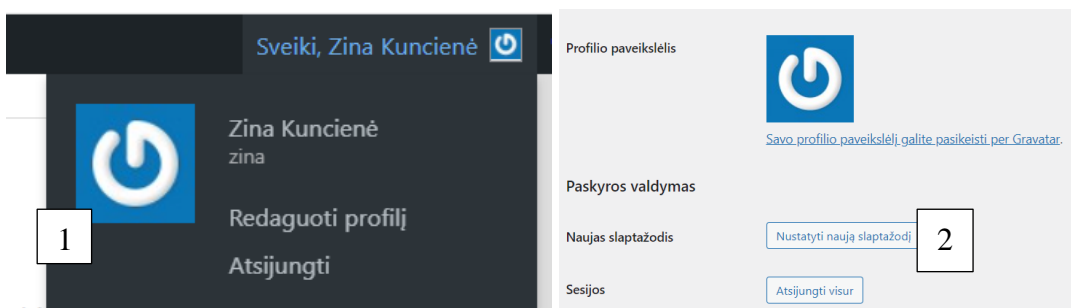 Sveiki, Zina Kuncienė
Zina Kuncienė
zina
Redaguoti profilį
Atsijungti
1
Profilio paveikslėlis
Savo profilio paveikslėlį galite pasikeisti per Gravatar.
Paskyros valdymas
Naujas slaptažodis
Nustatyti naują slaptažodį
2
Sesijos
Atsijungti visur